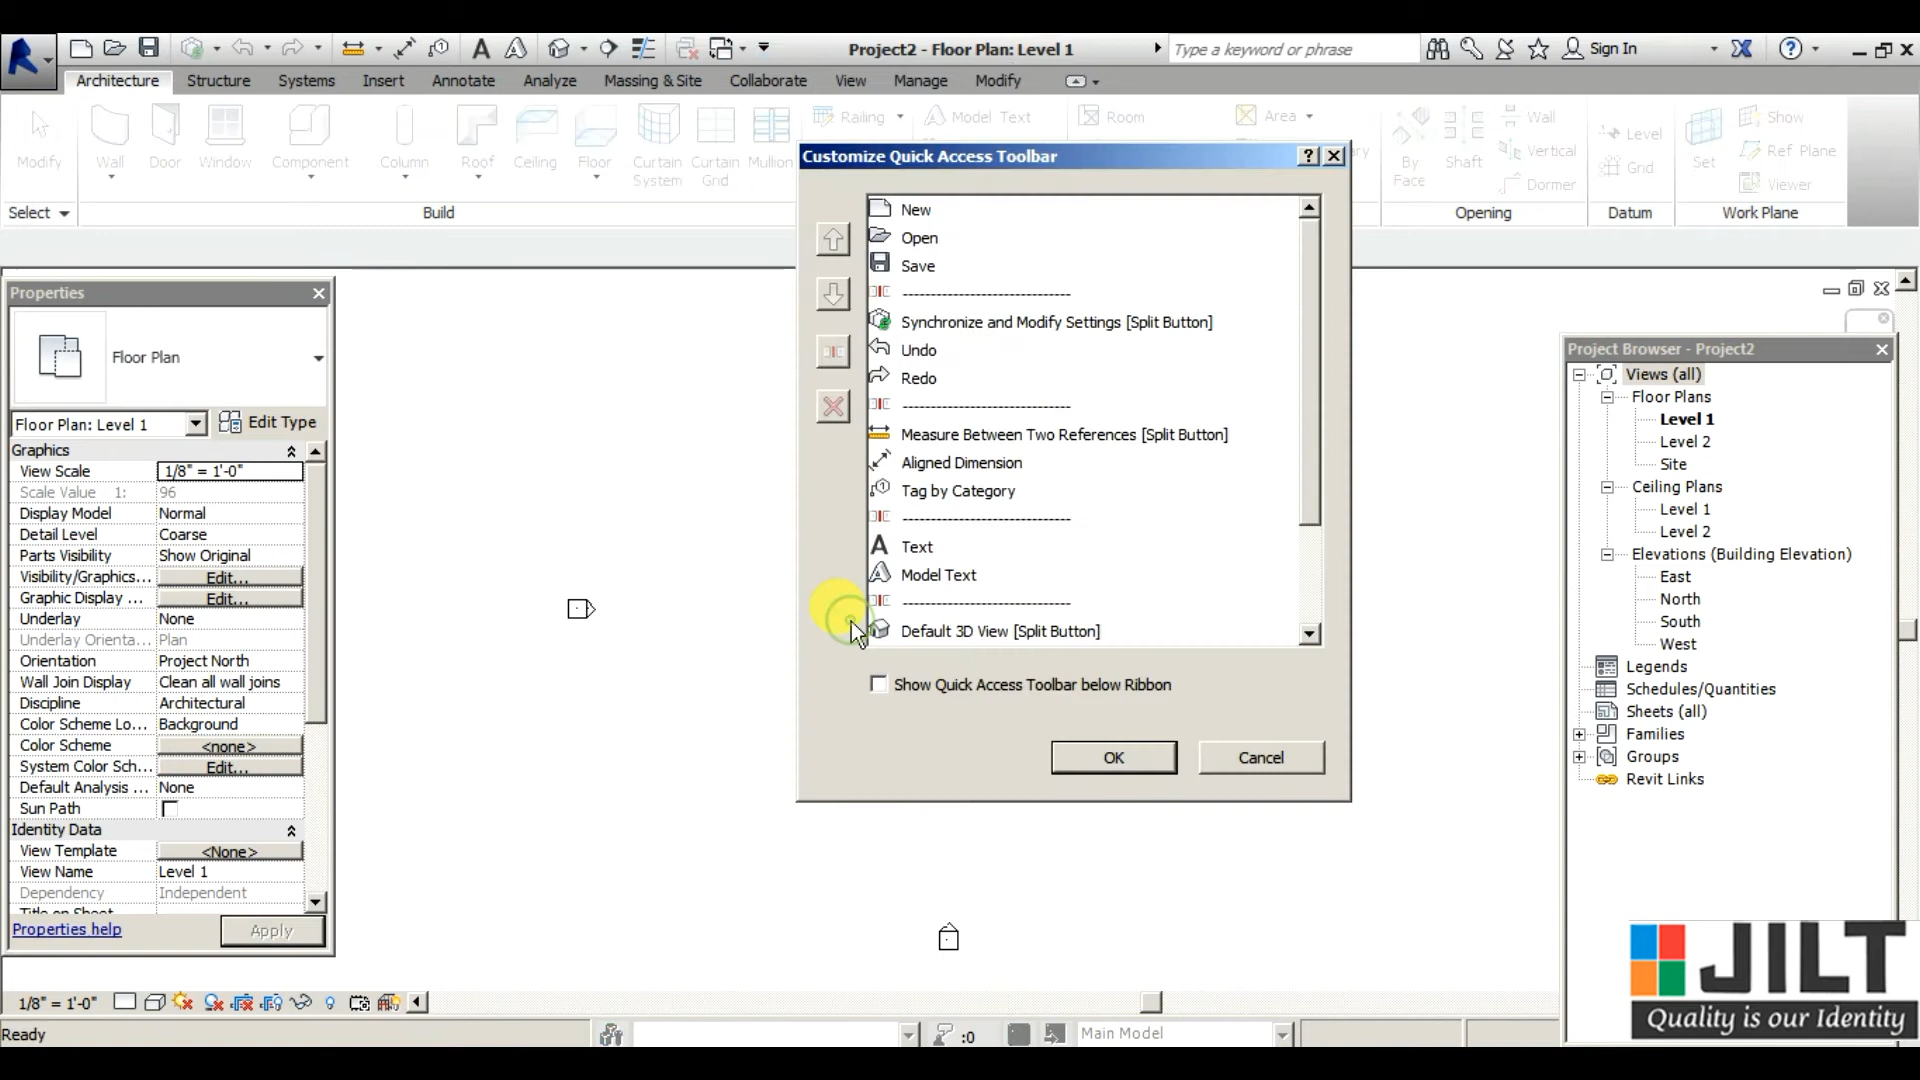 Project2 - Floor Plan: Level 1
Type a keyword or phrase
Sign In
Architecture
Structure
Systems
Insert
Annotate
Analyze
Massing & Site
Collaborate
View
Manage
Modify
Modify
Wall
Door
Window
Component
Column
Roof
Ceiling
Floor
Curtain System
Curtain Grid
Mullion
Railing
Model Text
Room
Area
By Face
Shaft
Wall
Vertical
Dormer
Level
Grid
Set
Show
Ref Plane
Viewer
Select
Build
Opening
Datum
Work Plane
Customize Quick Access Toolbar
New
Open
Save
------------------------------
Synchronize and Modify Settings [Split Button]
Undo
Redo
------------------------------
Measure Between Two References [Split Button]
Aligned Dimension
Tag by Category
------------------------------
Text
Model Text
------------------------------
Default 3D View [Split Button]
Show Quick Access Toolbar below Ribbon
OK
Cancel
Properties
Floor Plan
Floor Plan: Level 1
Edit Type
Graphics
View Scale 1/8" = 1'-0"
Scale Value 1: 96
Display Model Normal
Detail Level Coarse
Parts Visibility Show Original
Visibility/Graphics... Edit...
Graphic Display ... Edit...
Underlay None
Underlay Orienta... Plan
Orientation Project North
Wall Join Display Clean all wall joins
Discipline Architectural
Color Scheme Lo... Background
Color Scheme <none>
System Color Sch... Edit...
Default Analysis ... None
Sun Path
Identity Data
View Template <None>
View Name Level 1
Dependency Independent
Properties help
Apply
Project Browser - Project2
Views (all)
Floor Plans
Level 1
Level 2
Site
Ceiling Plans
Level 1
Level 2
Elevations (Building Elevation)
East
North
South
West
Legends
Schedules/Quantities
Sheets (all)
Families
Groups
Revit Links
JILT
Quality is our Identity
1/8" = 1'-0"
Ready
:0
Main Model